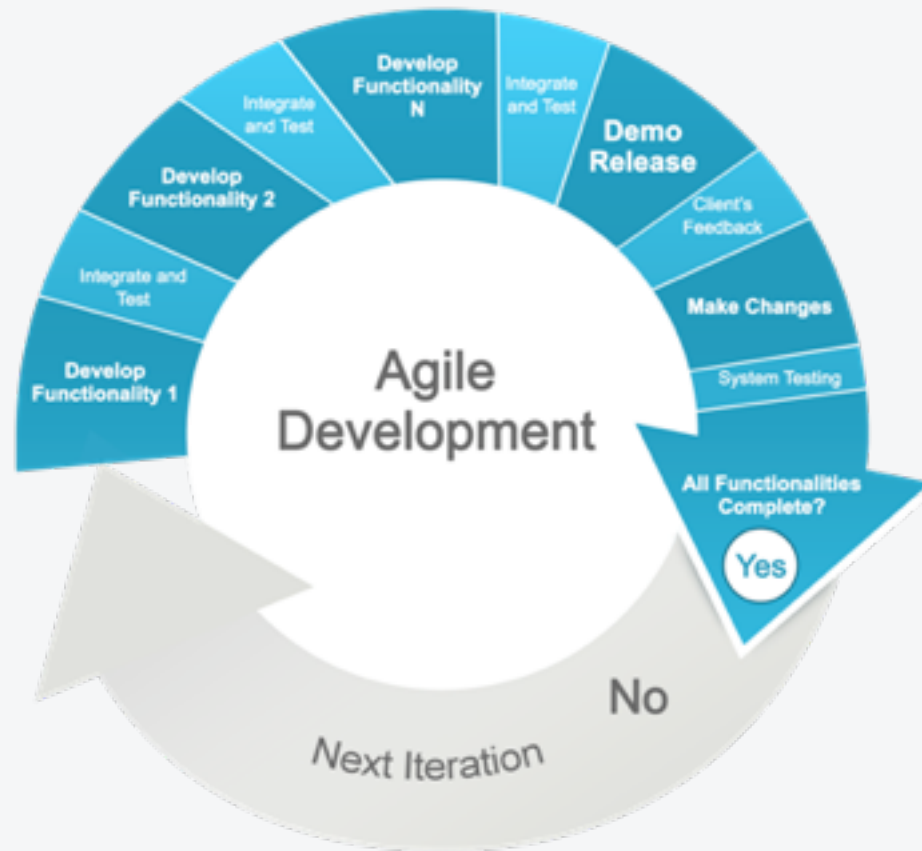 Develop
Functionality 1
Integrate and
Test
Develop
Functionality 2
Integrate
and Test
Develop
Functionality
N
Integrate
and Test
Demo
Release
Client's
Feedback
Make Changes
System Testing
All Functionalities
Complete?
Yes
No
Next Iteration
Agile
Development